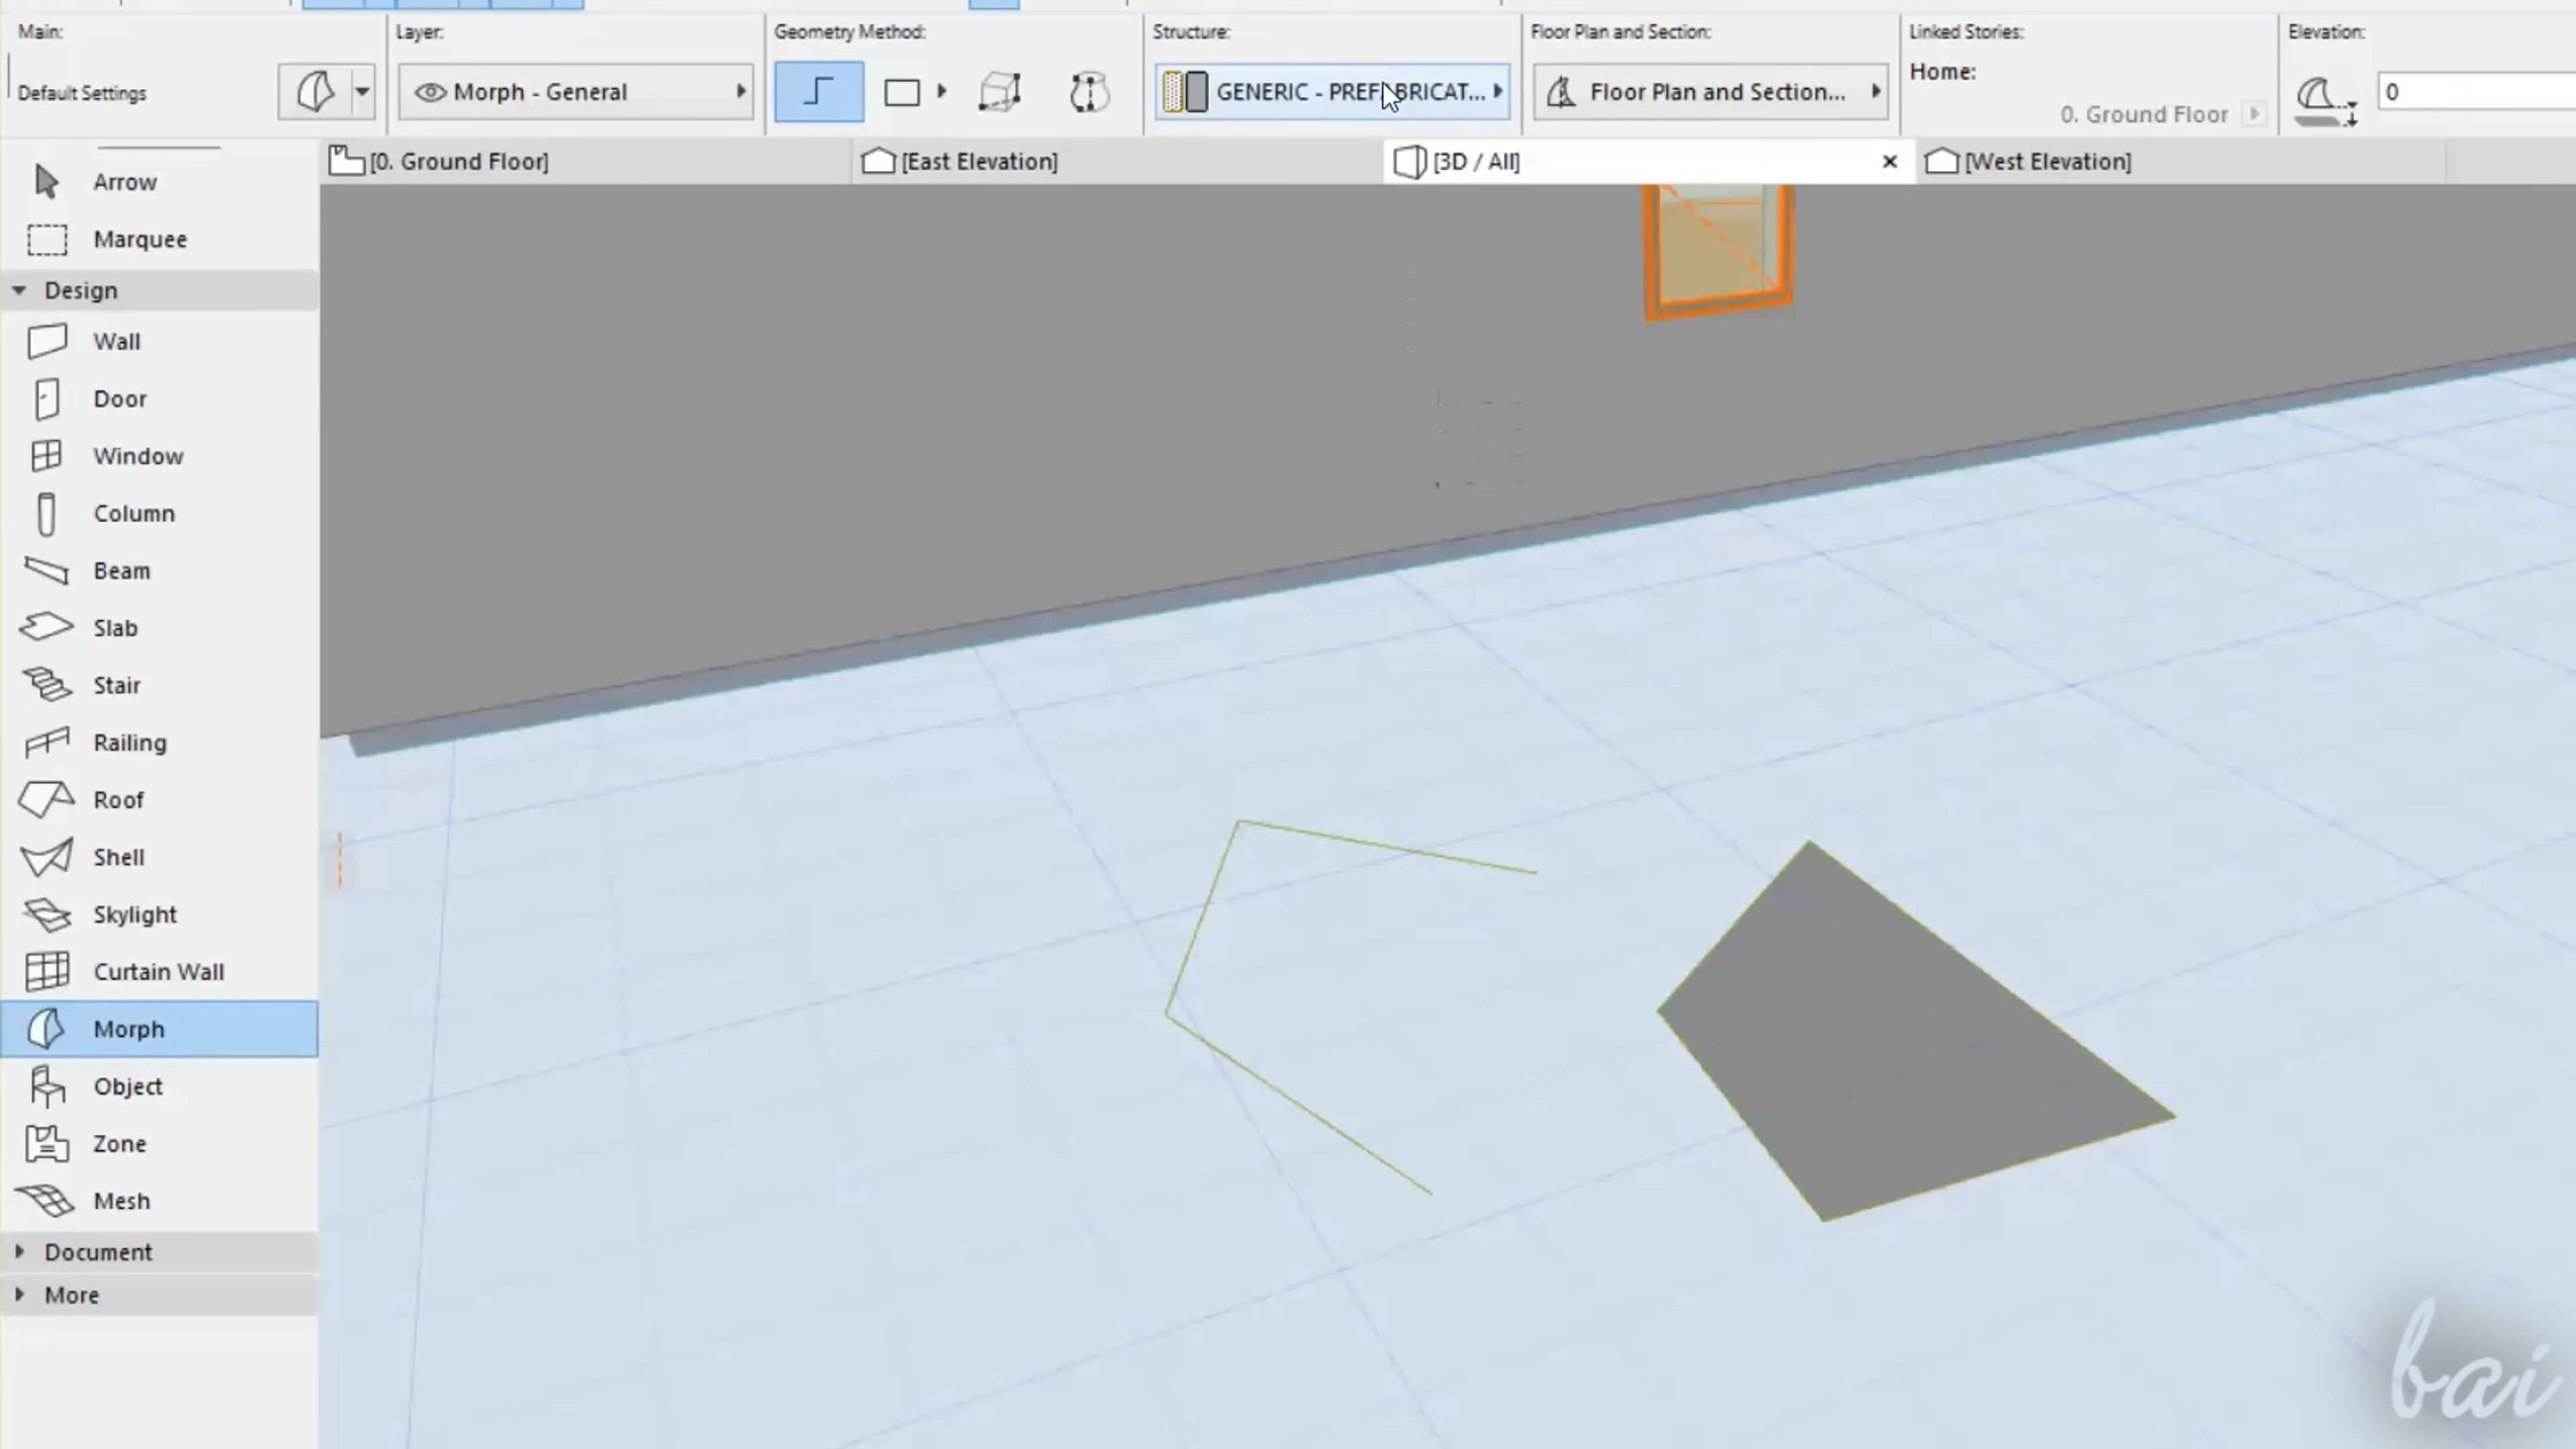 Main:
Layer:
Geometry Method:
Structure:
Floor Plan and Section:
Linked Stories:
Elevation:
Default Settings
Morph - General
GENERIC - PREFABRICAT...
Floor Plan and Section...
Home:
0. Ground Floor
0
[0. Ground Floor]
[East Elevation]
[3D / All]
[West Elevation]
Arrow
Marquee
Design
Wall
Door
Window
Column
Beam
Slab
Stair
Railing
Roof
Shell
Skylight
Curtain Wall
Morph
Object
Zone
Mesh
Document
More
bai